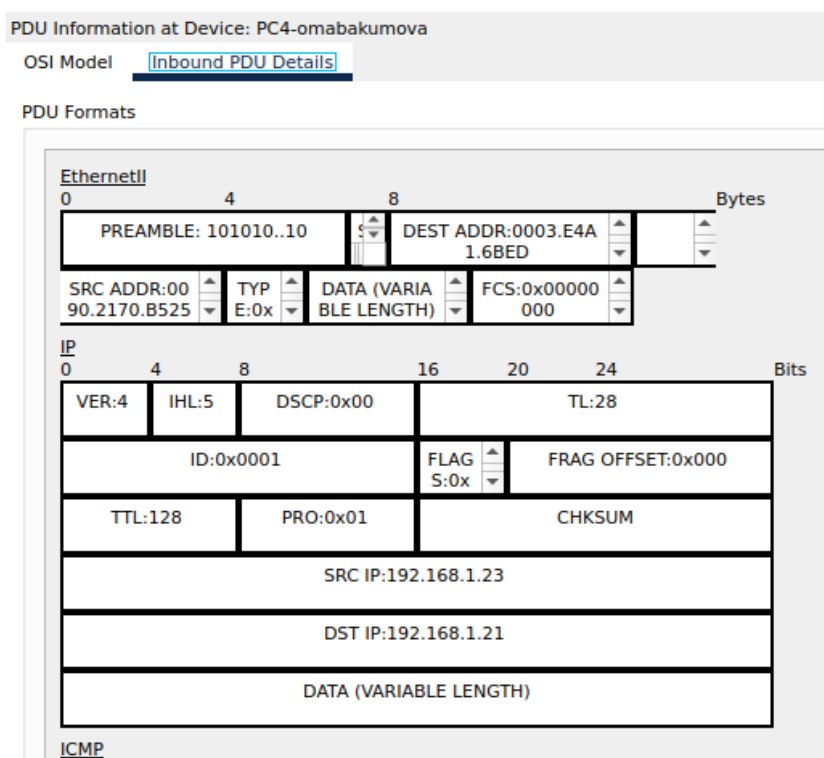 PDU Information at Device: PC4-omabakumova
OSI Model Inbound PDU Details
PDU Formats
EthernetII
0 4 8 Bytes
PREAMBLE: 101010..10 DEST ADDR:0003.E4A
1.6BED
SRC ADDR:00 TYP DATA (VARIA FCS:0x00000
90.2170.B525 E:0x BLE LENGTH) 000
IP
0 4 8 16 20 24 Bits
VER:4 IHL:5 DSCP:0x00 TL:28
ID:0x0001 FLAG FRAG OFFSET:0x000
S:0x
TTL:128 PRO:0x01 CHKSUM
SRC IP:192.168.1.23
DST IP:192.168.1.21
DATA (VARIABLE LENGTH)
ICMP